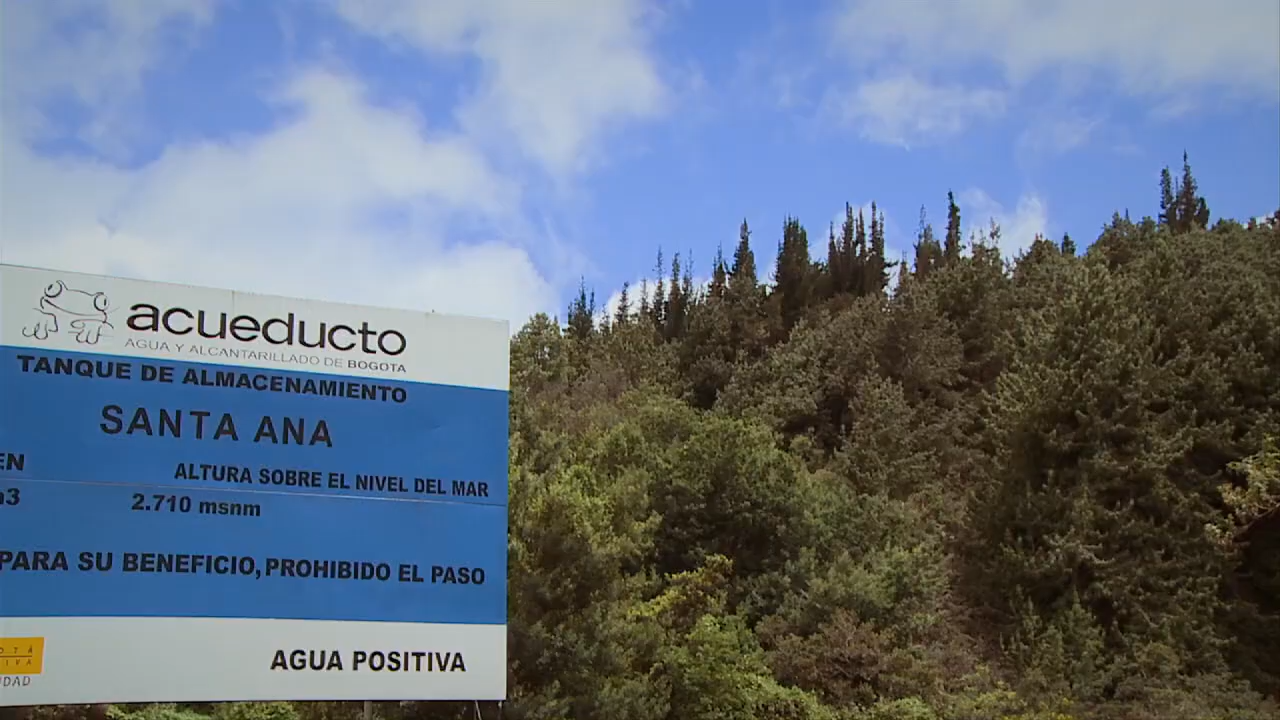 acueducto
AGUA Y ALCANTARILLADO DE BOGOTA
TANQUE DE ALMACENAMIENTO
SANTA ANA
EN ALTURA SOBRE EL NIVEL DEL MAR
m3 2.710 msnm
PARA SU BENEFICIO, PROHIBIDO EL PASO
AGUA POSITIVA